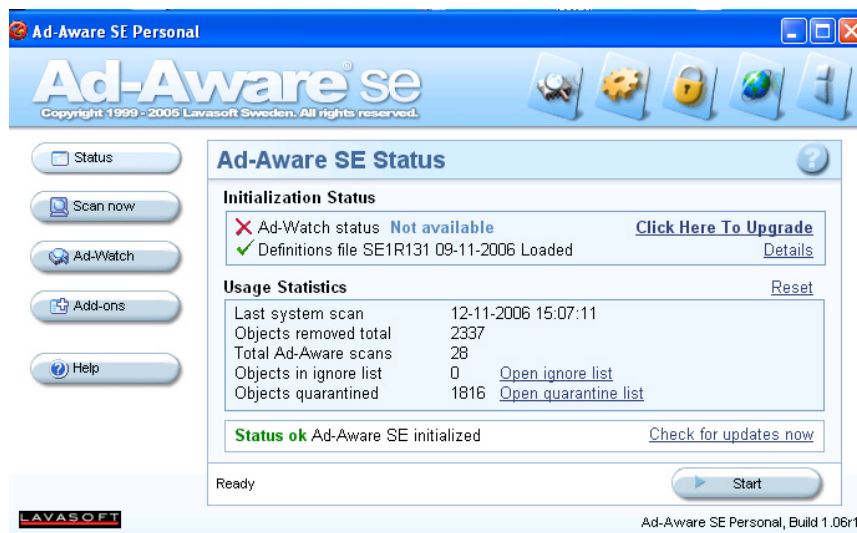 Ad-Aware SE Personal
Ad-Aware® se
Copyright 1999 - 2005 Lavasoft Sweden. All rights reserved.
Status
Scan now
Ad-Watch
Add-ons
Help
Ad-Aware SE Status
Initialization Status
Ad-Watch status Not available Click Here To Upgrade
Definitions file SE1R131 09-11-2006 Loaded Details
Usage Statistics Reset
Last system scan 12-11-2006 15:07:11
Objects removed total 2337
Total Ad-Aware scans 28
Objects in ignore list 0 Open ignore list
Objects quarantined 1816 Open quarantine list
Status ok Ad-Aware SE initialized Check for updates now
Ready Start
LAVASOFT
Ad-Aware SE Personal, Build 1.06r1